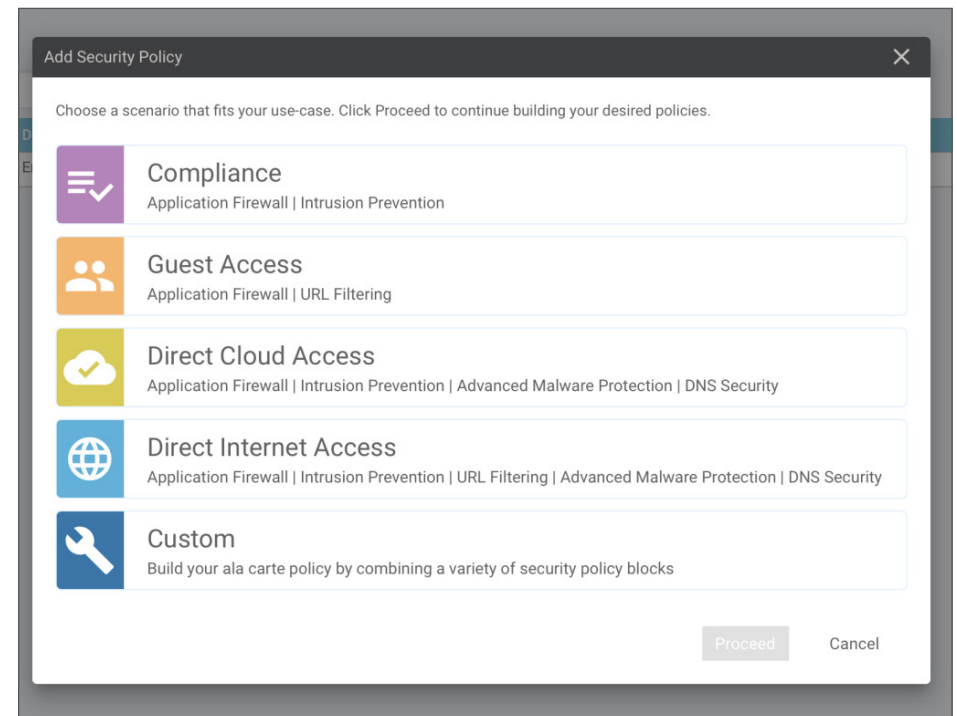 Add Security Policy
Choose a scenario that fits your use-case. Click Proceed to continue building your desired policies.
D
Compliance
Application Firewall | Intrusion Prevention
Guest Access
Application Firewall | URL Filtering
Direct Cloud Access
Application Firewall | Intrusion Prevention | Advanced Malware Protection | DNS Security
Direct Internet Access
Application Firewall | Intrusion Prevention | URL Filtering | Advanced Malware Protection | DNS Security
Custom
Build your ala carte policy by combining a variety of security policy blocks
Proceed Cancel